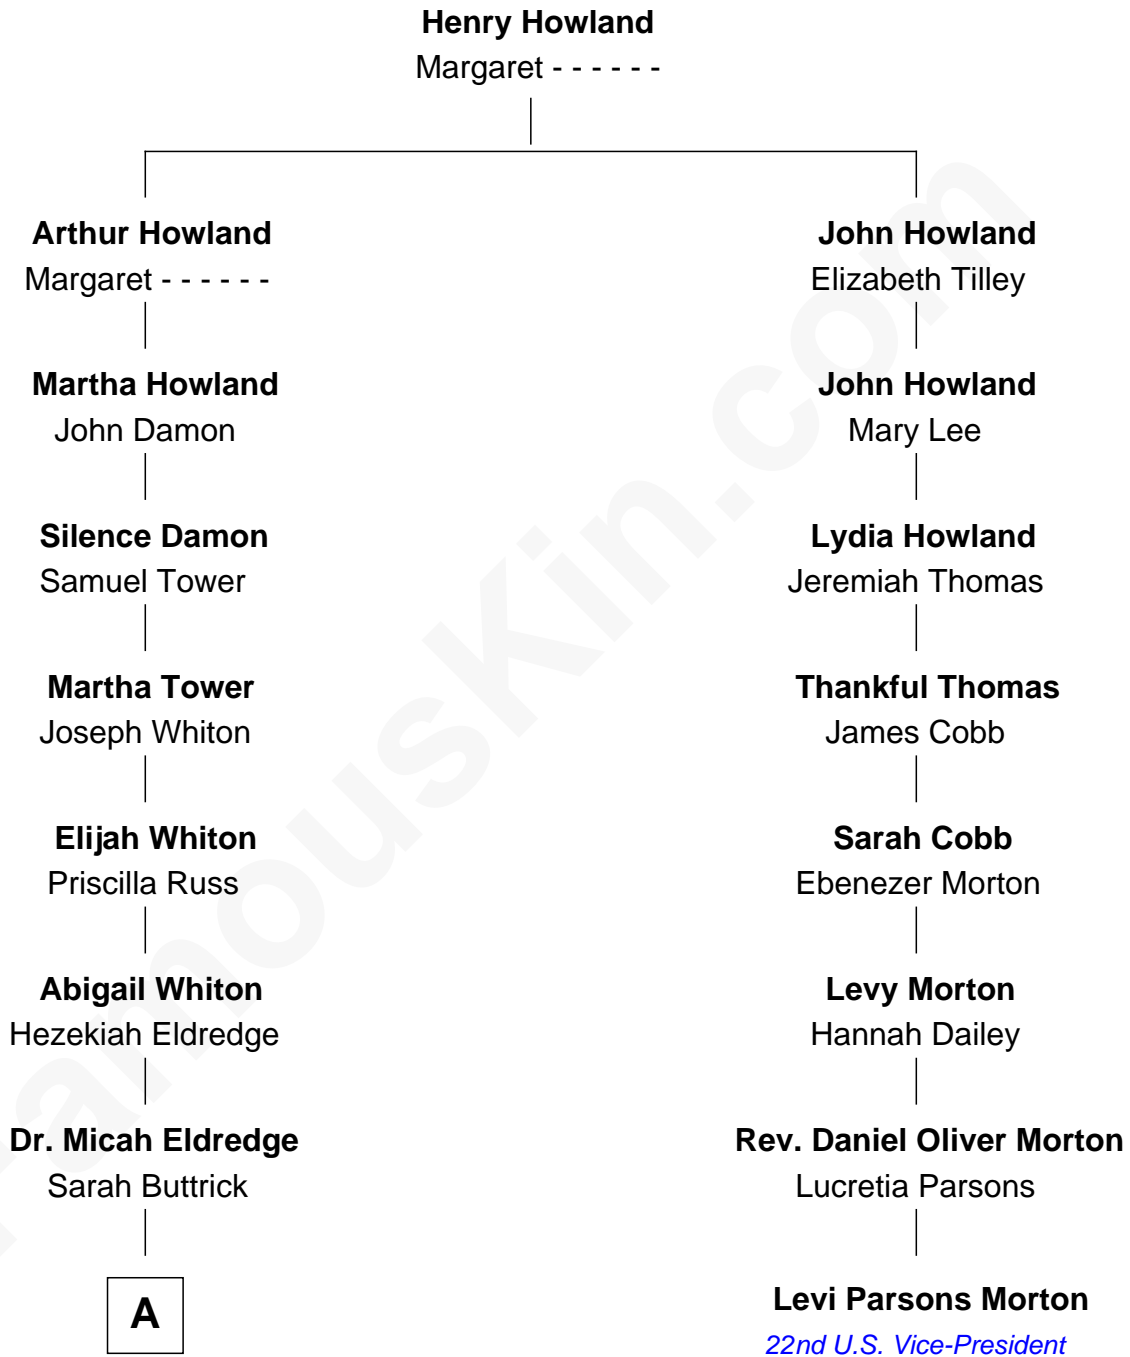 Henry Howland
Margaret - - - - - -
Arthur Howland
Margaret - - - - - -
John Howland
Elizabeth Tilley
Martha Howland
John Damon
John Howland
Mary Lee
Silence Damon
Samuel Tower
Lydia Howland
Jeremiah Thomas
Martha Tower
Joseph Whiton
Thankful Thomas
James Cobb
Elijah Whiton
Priscilla Russ
Sarah Cobb
Ebenezer Morton
Abigail Whiton
Hezekiah Eldredge
Levy Morton
Hannah Dailey
Dr. Micah Eldredge
Sarah Buttrick
Rev. Daniel Oliver Morton
Lucretia Parsons
A
Levi Parsons Morton
22nd U.S. Vice-President
FamousKin.com